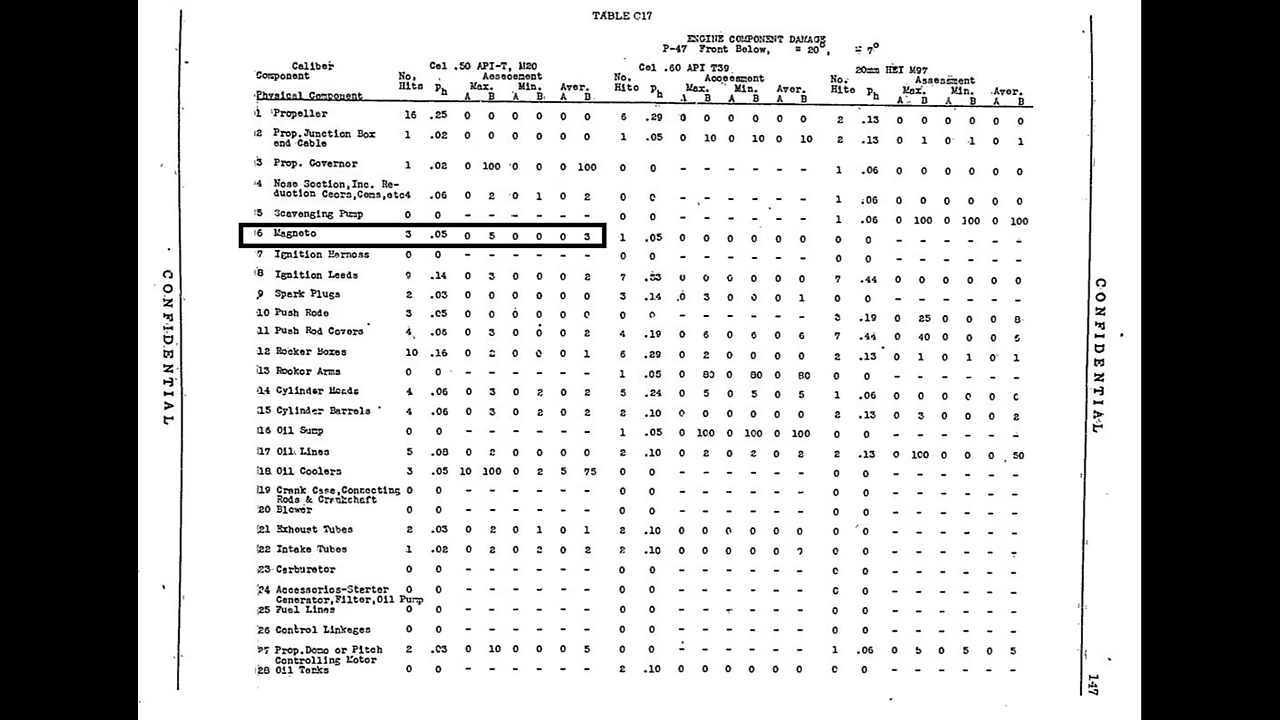 TABLE C17
ENGINE COMPONENT DAMAGE
P-47 Front Below, = 20°, = 7°
Caliber Cal .50 API-T, M20 Cal .60 API T39 20mm HEI M97
Component No. Assessment No. Assessment No. Assessment
Hits Ph Max. Min. Aver. Hits Ph Max. Min. Aver. Hits Ph Max. Min. Aver.
Physical Component A B A B A B A B A B A B A B A B A B
1 Propeller 16 .25 0 0 0 0 0 0 6 .29 0 0 0 0 0 0 2 .13 0 0 0 0 0 0
2 Prop.Junction Box 1 .02 0 0 0 0 0 0 1 .05 0 10 0 10 0 10 2 .13 0 1 0 1 0 1
and Cable
3 Prop. Governor 1 .02 0 100 0 0 0 100 0 0 - - - - - - 1 .06 0 0 0 0 0 0
4 Nose Section,Inc. Re-
duction Gears,Cams,etc4 .06 0 2 0 1 0 2 0 0 - - - - - - 1 .06 0 0 0 0 0 0
5 Scavenging Pump 0 0 - - - - - - 0 0 - - - - - - 1 .06 0 100 0 100 0 100
6 Magneto 3 .05 0 5 0 0 0 3 1 .05 0 0 0 0 0 0 0 0 - - - - - -
7 Ignition Harness 0 0 - - - - - - 0 0 - - - - - - 0 0 - - - - - -
8 Ignition Leads 9 .14 0 3 0 0 0 2 7 .33 0 0 0 0 0 0 7 .44 0 0 0 0 0 0
9 Spark Plugs 2 .03 0 0 0 0 0 0 3 .14 0 3 0 0 0 1 0 0 - - - - - -
10 Push Rods 3 .05 0 0 0 0 0 0 0 0 - - - - - - 3 .19 0 25 0 0 0 8
11 Push Rod Covers 4 .06 0 3 0 0 0 2 4 .19 0 6 0 6 0 6 7 .44 0 40 0 0 0
12 Rocker Boxes 10 .16 0 2 0 0 0 1 6 .29 0 2 0 0 0 0 2 .13 0 1 0 1 0 1
13 Rocker Arms 0 0 - - - - - - 1 .05 0 80 0 80 0 80 0 0 - - - - - -
14 Cylinder Heads 4 .06 0 3 0 2 0 2 5 .24 0 5 0 5 0 5 1 .06 0 0 0 0 0 0
15 Cylinder Barrels 4 .06 0 3 0 2 0 2 2 .10 0 0 0 0 0 0 2 .13 0 3 0 0 0 2
16 Oil Sump 0 0 - - - - - - 1 .05 0 100 0 100 0 100 0 0 - - - - - -
17 Oil Lines 5 .08 0 2 0 0 0 0 2 .10 0 2 0 2 0 2 2 .13 0 100 0 0 0 .50
18 Oil Coolers 3 .05 10 100 0 2 5 75 0 0 - - - - - - 0 0 - - - - - -
19 Crank Case,Connecting 0 0 - - - - - - 0 0 - - - - - - 0 0 - - - - - -
Rods & Crankshaft
20 Blower 0 0 - - - - - - 0 0 - - - - - - 0 0 - - - - - -
21 Exhaust Tubes 2 .03 0 2 0 1 0 1 2 .10 0 0 0 0 0 0 0 0 - - - - - -
22 Intake Tubes 1 .02 0 2 0 2 0 2 2 .10 0 0 0 0 0 0 0 - - - - - -
23 Carburetor 0 0 - - - - - - 0 0 - - - - - - 0 0 - - - - - -
24 Accessories-Starter 0 0 - - - - - - 0 0 - - - - - - 0 0 - - - - - -
Generator,Filter,Oil Pump
25 Fuel Lines 0 0 - - - - - - 0 0 - - - - - - 0 0 - - - - - -
26 Control Linkages 0 0 - - - - - - 0 0 - - - - - - 0 0 - - - - - -
27 Prop.Dome or Pitch 2 .03 0 10 0 0 0 5 0 0 - - - - - - 1 .06 0 5 0 5 0 5
Controlling Motor
28 Oil Tanks 0 0 - - - - - - 2 .10 0 0 0 0 0 0 0 0 - - - - - -
CONFIDENTIAL
CONFIDENTIAL
147